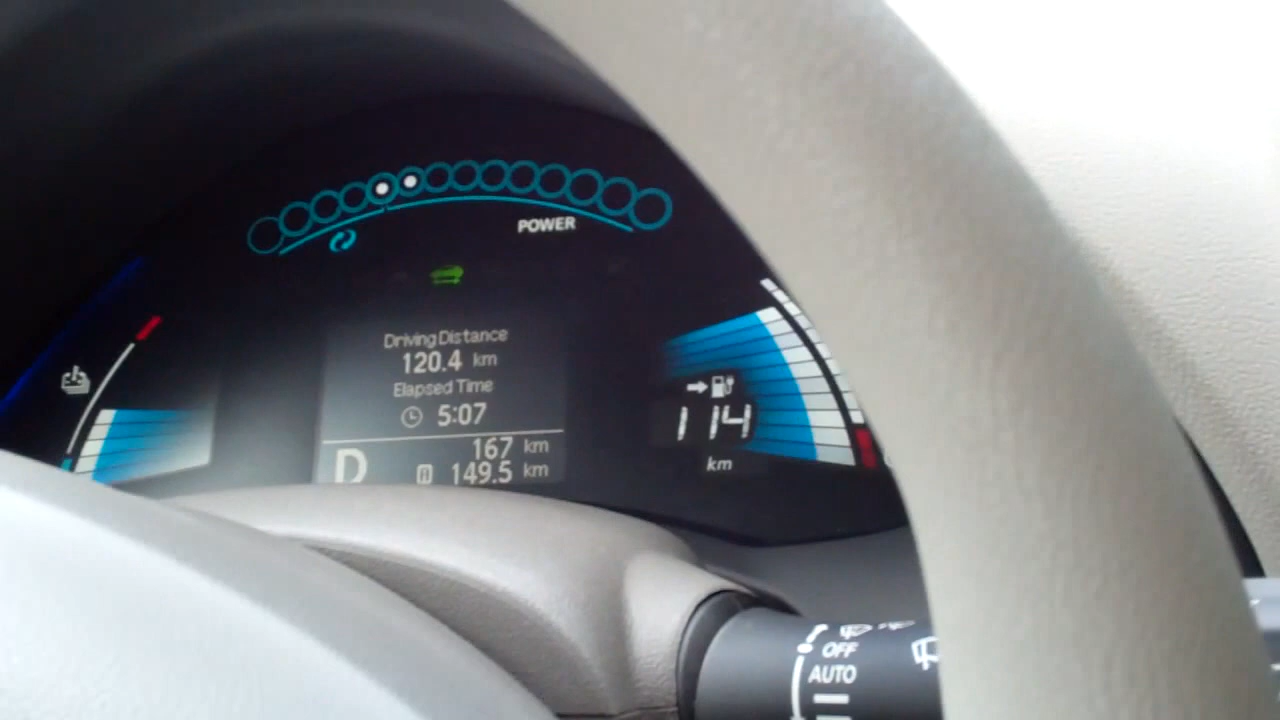 POWER
Driving Distance
120.4 km
Elapsed Time
5:07
167 km
D 149.5 km
114
km
OFF
AUTO